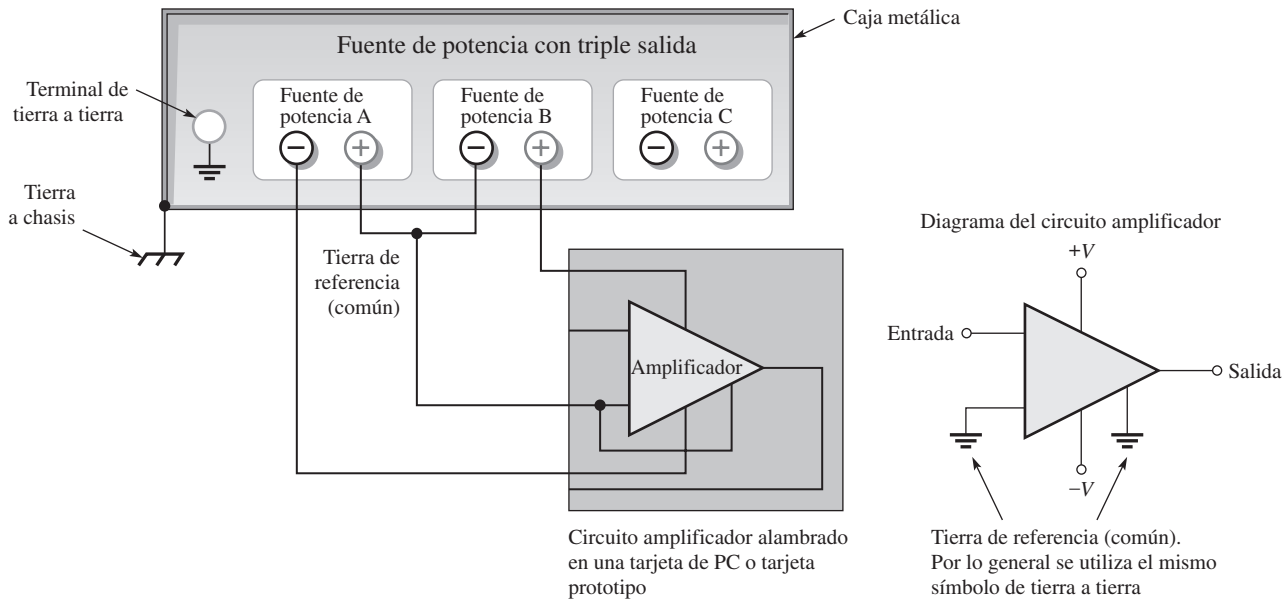 Caja metálica
Fuente de potencia con triple salida
Terminal de
tierra a tierra
Fuente de
potencia A
Fuente de
potencia B
Fuente de
potencia C
− + − + − +
Tierra
a chasis
Tierra de
referencia
(común)
Amplificador
Circuito amplificador alambrado
en una tarjeta de PC o tarjeta
prototipo
Diagrama del circuito amplificador
+V
Entrada
Salida
−V
Tierra de referencia (común).
Por lo general se utiliza el mismo
símbolo de tierra a tierra